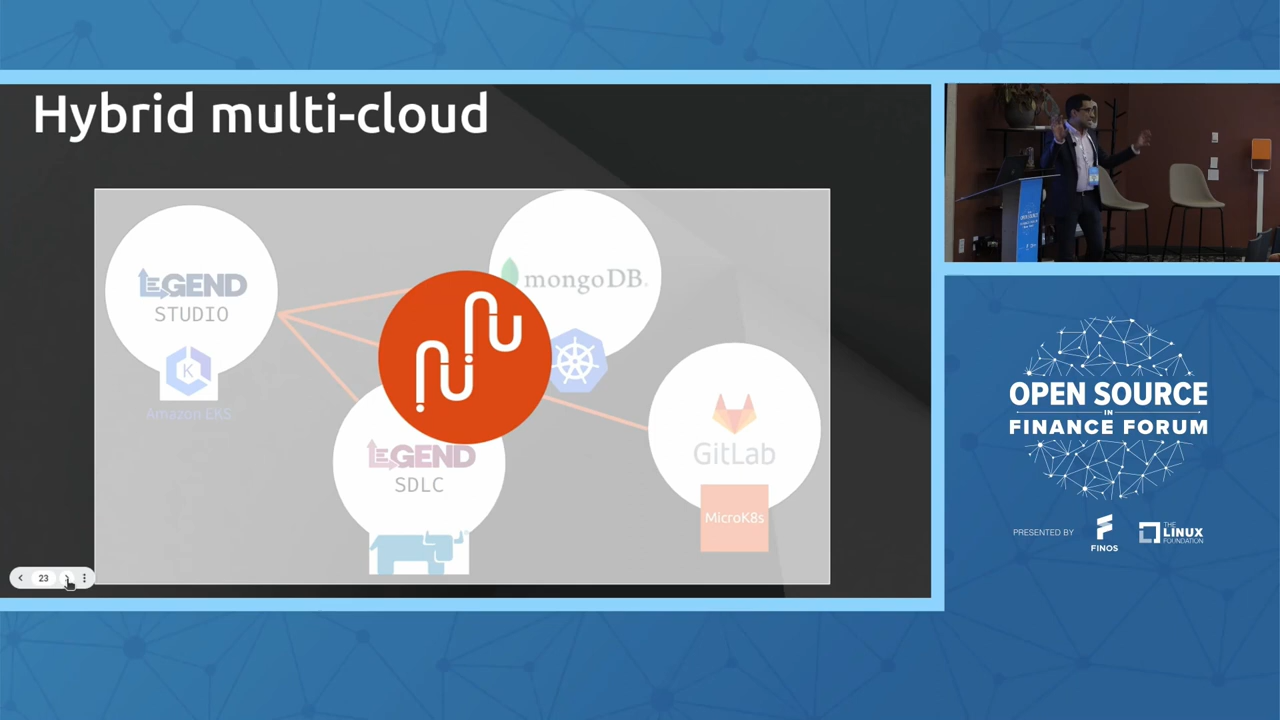 Hybrid multi-cloud
LEGEND
STUDIO
K
Amazon EKS
mongoDB.
LEGEND
SDLC
GitLab
MicroK8s
23
OPEN SOURCE
IN
FINANCE FORUM
PRESENTED BY
FINOS
THE
LINUX
FOUNDATION